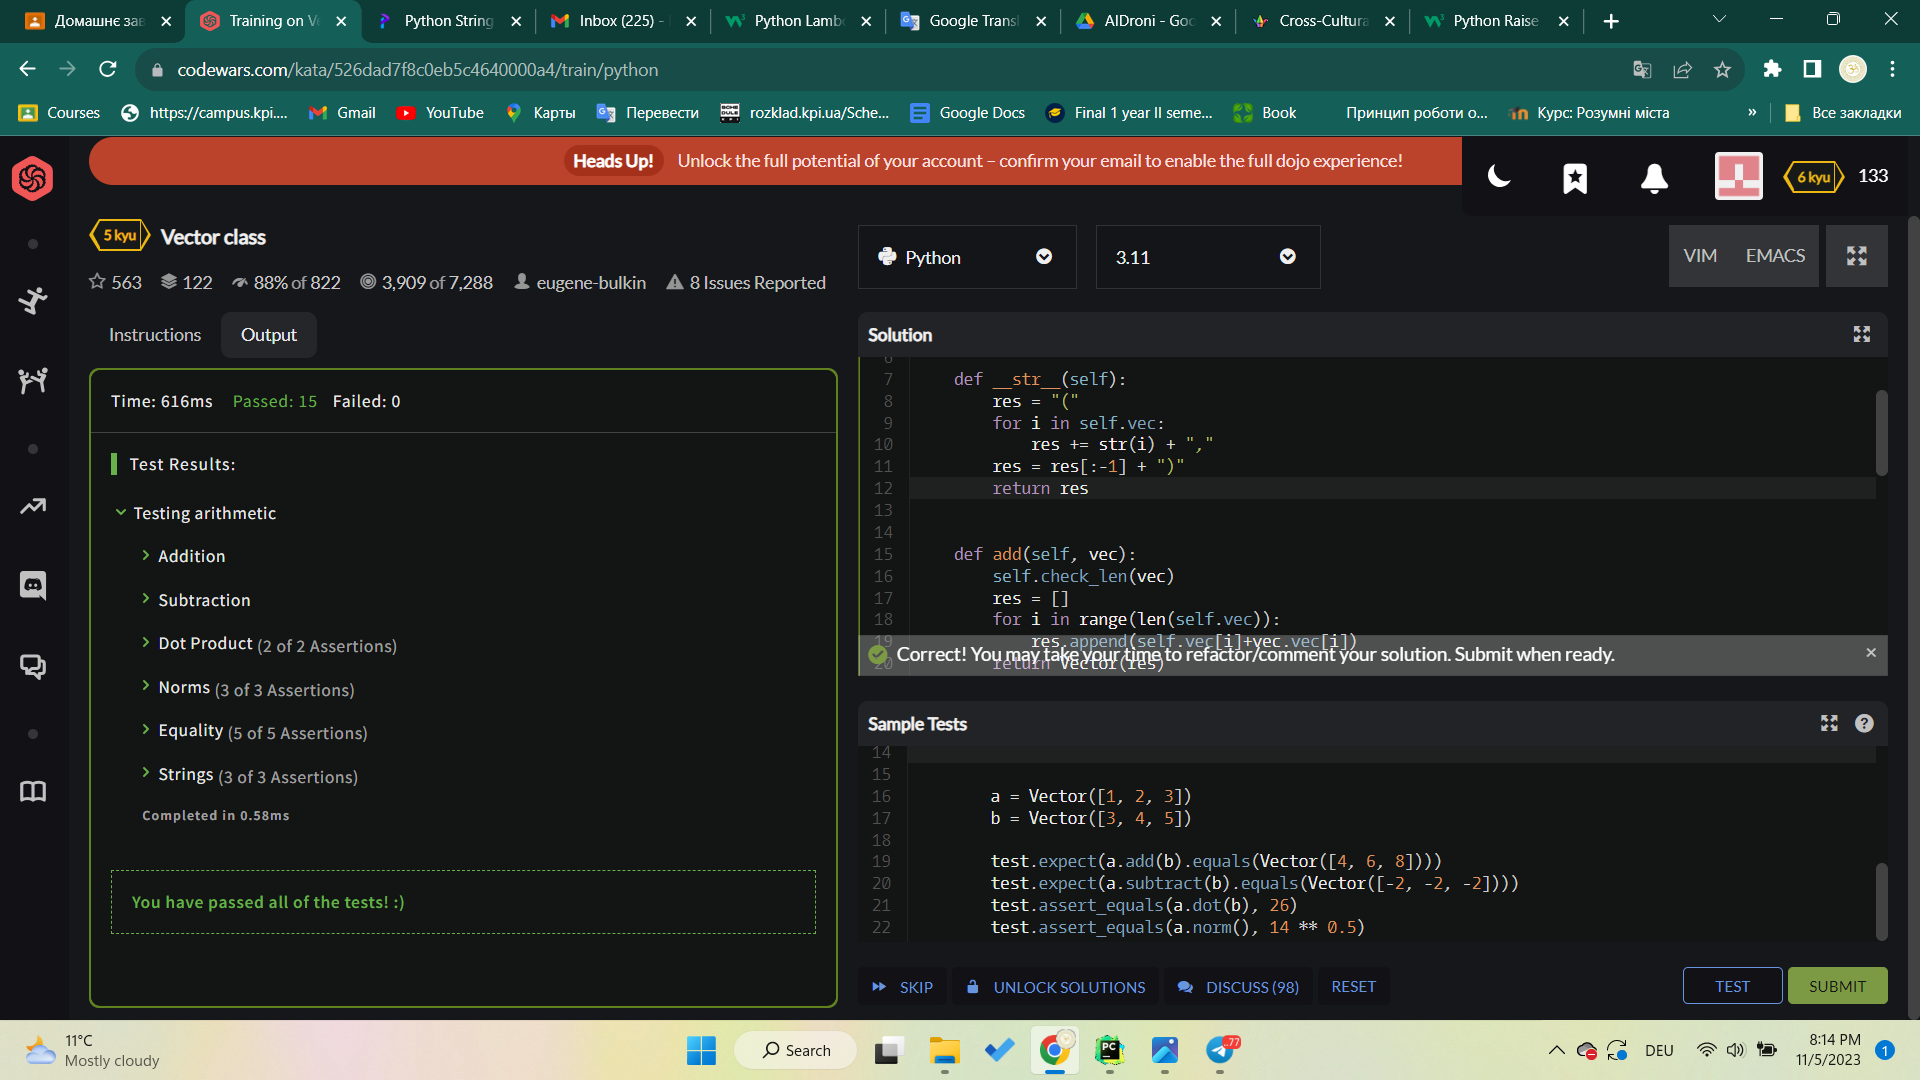 Домашнє зав
Training on V
Python String
Inbox (225) -
Python Lamb
Google Transl
AIDroni - Goo
Cross-Cultura
Python Raise
codewars.com/kata/526dad7f8c0eb5c4640000a4/train/python
Courses
https://campus.kpi....
Gmail
YouTube
Карты
Перевести
rozklad.kpi.ua/Sche...
Google Docs
Final 1 year II seme...
Book
Принцип роботи о...
Курс: Розумні міста
»
Все закладки
Heads Up! Unlock the full potential of your account – confirm your email to enable the full dojo experience!
6 kyu 133
5 kyu Vector class
563 122 88% of 822 3,909 of 7,288 eugene-bulkin 8 Issues Reported
Python
3.11
VIM EMACS
Instructions
Output
Time: 616ms Passed: 15 Failed: 0
Test Results:
Testing arithmetic
Addition
Subtraction
Dot Product (2 of 2 Assertions)
Norms (3 of 3 Assertions)
Equality (5 of 5 Assertions)
Strings (3 of 3 Assertions)
Completed in 0.58ms
You have passed all of the tests! :)
Solution
6
7 def __str__(self):
8 res = "("
9 for i in self.vec:
10 res += str(i) + ","
11 res = res[:-1] + ")"
12 return res
13
14
15 def add(self, vec):
16 self.check_len(vec)
17 res = []
18 for i in range(len(self.vec)):
19 res.append(self.vec[i]+vec.vec[i])
20 return Vector(res)
Correct! You may take your time to refactor/comment your solution. Submit when ready.
Sample Tests
14
15
16 a = Vector([1, 2, 3])
17 b = Vector([3, 4, 5])
18
19 test.expect(a.add(b).equals(Vector([4, 6, 8])))
20 test.expect(a.subtract(b).equals(Vector([-2, -2, -2])))
21 test.assert_equals(a.dot(b), 26)
22 test.assert_equals(a.norm(), 14 ** 0.5)
SKIP
UNLOCK SOLUTIONS
DISCUSS (98)
RESET
TEST
SUBMIT
11°C
Mostly cloudy
Search
PC
77
DEU
8:14 PM
11/5/2023
1